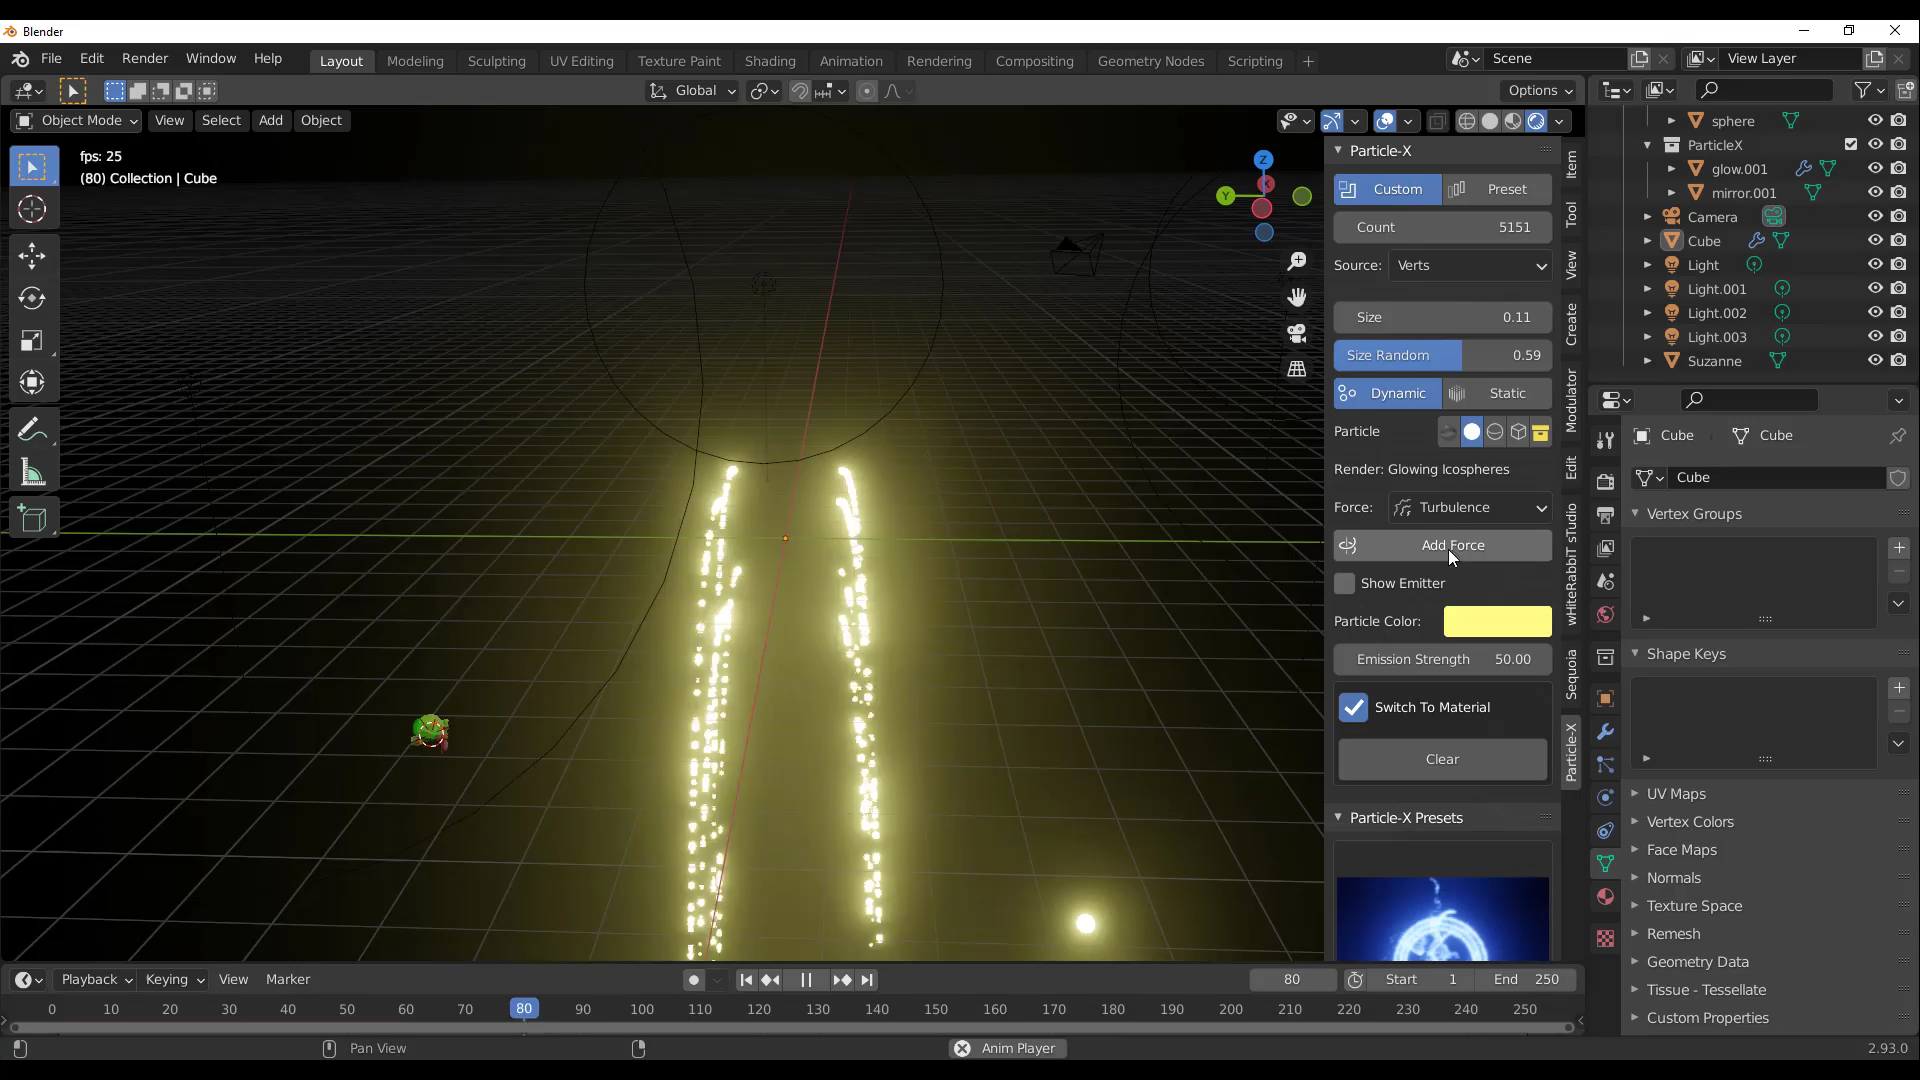 Blender
File Edit Render Window Help
Layout Modeling Sculpting UV Editing Texture Paint Shading Animation Rendering Compositing Geometry Nodes Scripting
Scene
View Layer
Global
Options
Object Mode View Select Add Object
fps: 25
(80) Collection | Cube
Z
Y
X
Particle-X
Custom Preset
Count 5151
Source: Verts
Size 0.11
Size Random 0.59
Dynamic Static
Particle
Render: Glowing Icospheres
Force: Turbulence
Add Force
Show Emitter
Particle Color:
Emission Strength 50.00
Switch To Material
Clear
Particle-X Presets
Item
Tool
View
Create
Modulator
Edit
wHiteRabbiT sTudio
Sequoia
Particle-X
sphere
ParticleX
glow.001
mirror.001
Camera
Cube
Light
Light.001
Light.002
Light.003
Suzanne
Cube Cube
Cube
Vertex Groups
Shape Keys
UV Maps
Vertex Colors
Face Maps
Normals
Texture Space
Remesh
Geometry Data
Tissue - Tessellate
Custom Properties
Playback Keying View Marker
80
Start 1
End 250
0 10 20 30 40 50 60 70 80 90 100 110 120 130 140 150 160 170 180 190 200 210 220 230 240 250
Pan View
Anim Player
2.93.0